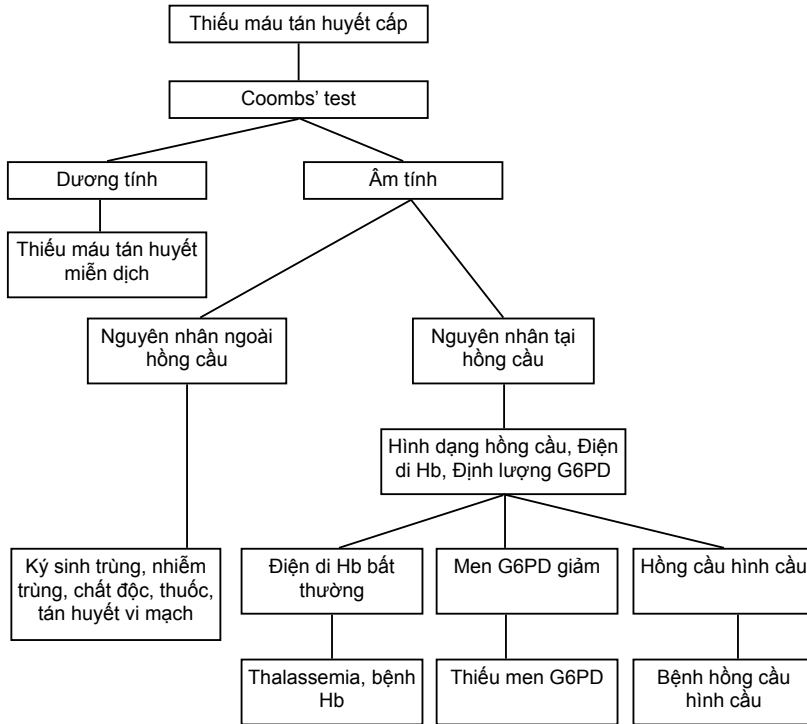 Thiếu máu tán huyết cấp
Coombs’ test
Dương tính
Âm tính
Thiếu máu tán huyết
miễn dịch
Nguyên nhân ngoài
hồng cầu
Nguyên nhân tại
hồng cầu
Hình dạng hồng cầu, Điện
di Hb, Định lượng G6PD
Ký sinh trùng, nhiễm
trùng, chất độc, thuốc,
tán huyết vi mạch
Điện di Hb bất
thường
Men G6PD giảm
Hồng cầu hình cầu
Thalassemia, bệnh
Hb
Thiếu men G6PD
Bệnh hồng cầu
hình cầu